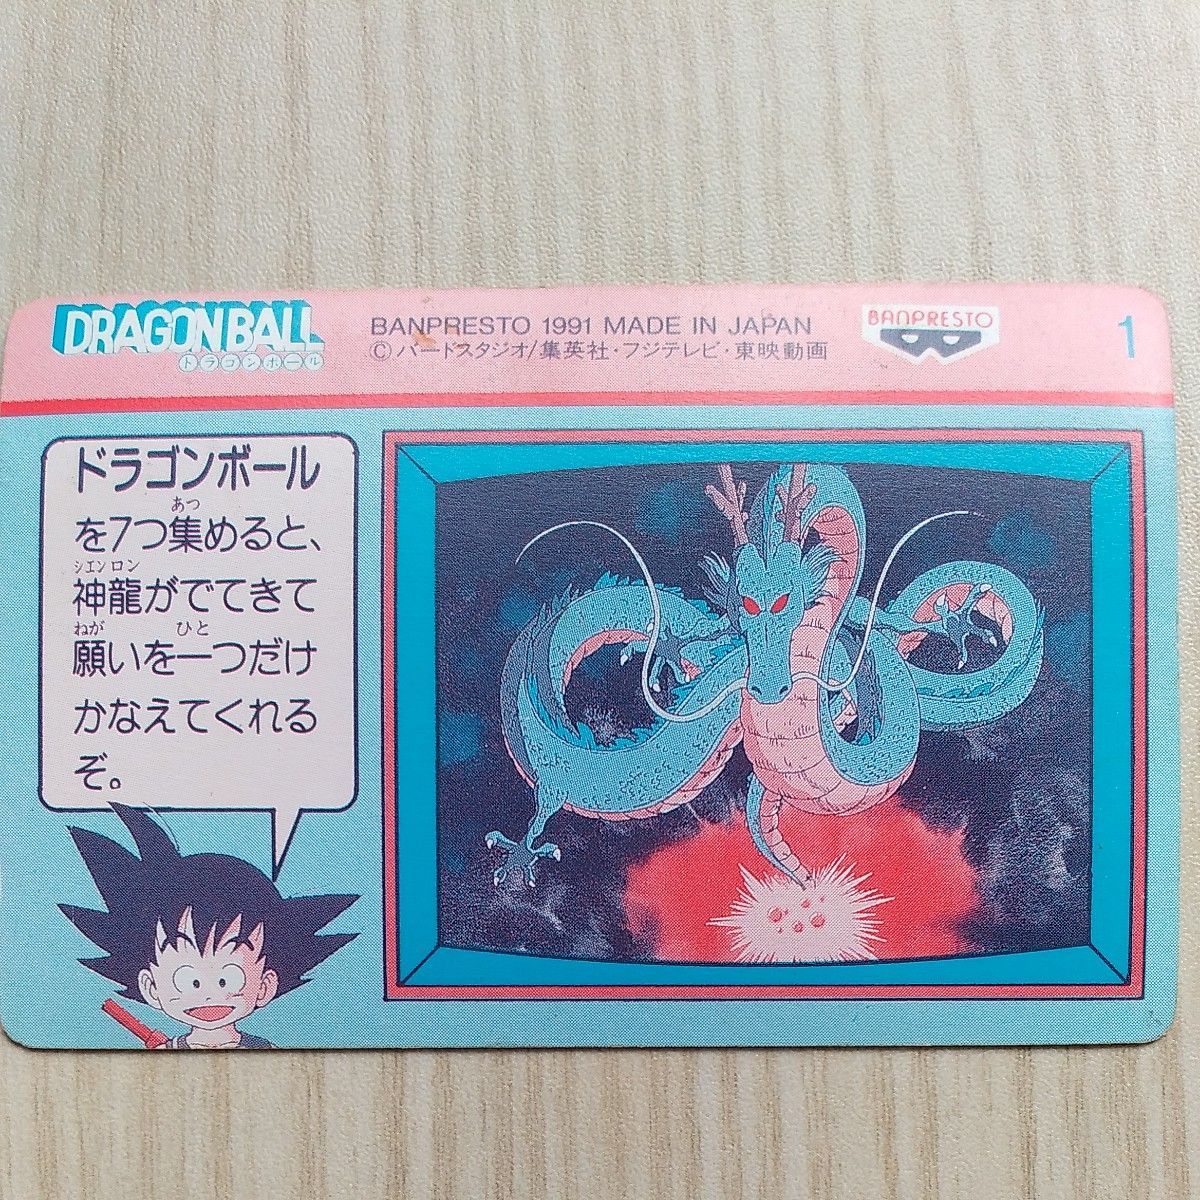 DRAGONBALL
ドラゴンボール
BANPRESTO 1991 MADE IN JAPAN
©バードスタジオ/集英社・フジテレビ・東映動画
BANPRESTO
1
ドラゴンボール
あつ
を7つ集めると、
シエンロン
神龍がでてきて
ねが ひと
願いを一つだけ
かなえてくれる
ぞ。